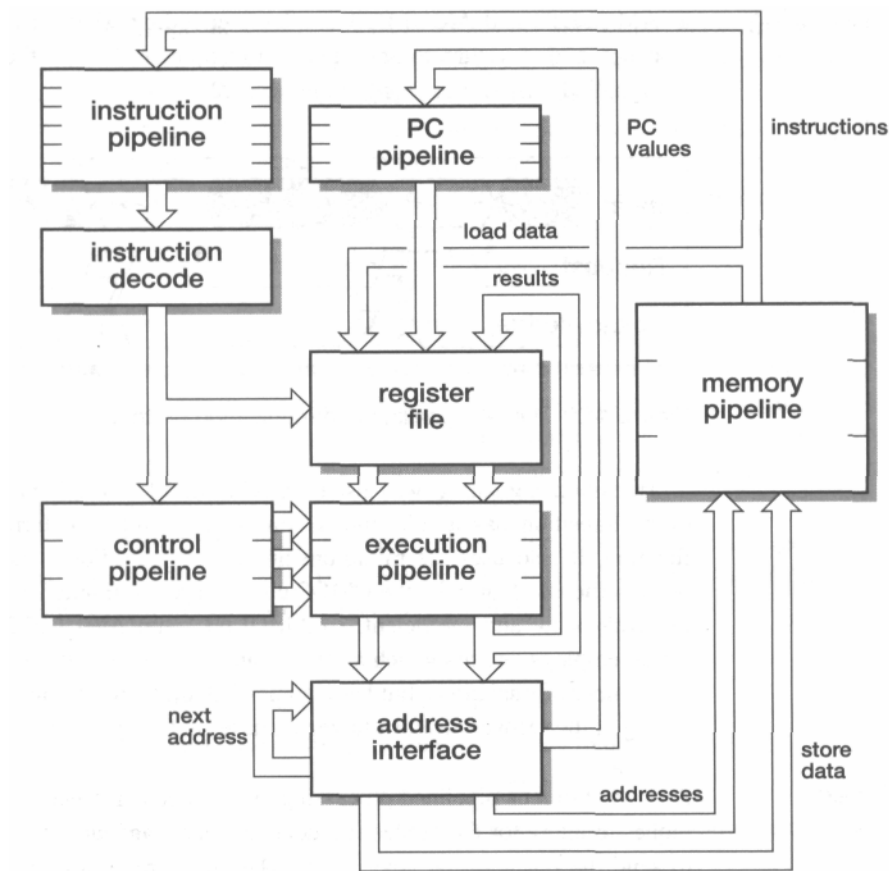 instruction
pipeline
PC
pipeline
PC
values
instructions
instruction
decode
load data
results
register
file
memory
pipeline
control
pipeline
execution
pipeline
next
address
address
interface
store
data
addresses